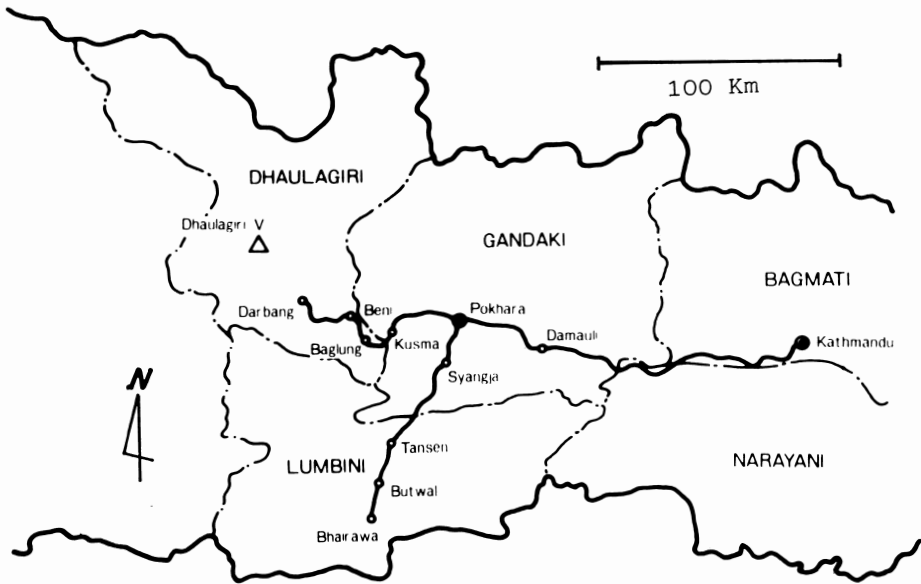 100 Km
DHAULAGIRI
Dhaulagiri V
GANDAKI
BAGMATI
Darbang
Beni
Pokhara
Baglung
Kusma
Damauli
Kathmandu
Syangja
N
Tansen
LUMBINI
NARAYANI
Butwal
Bhairawa